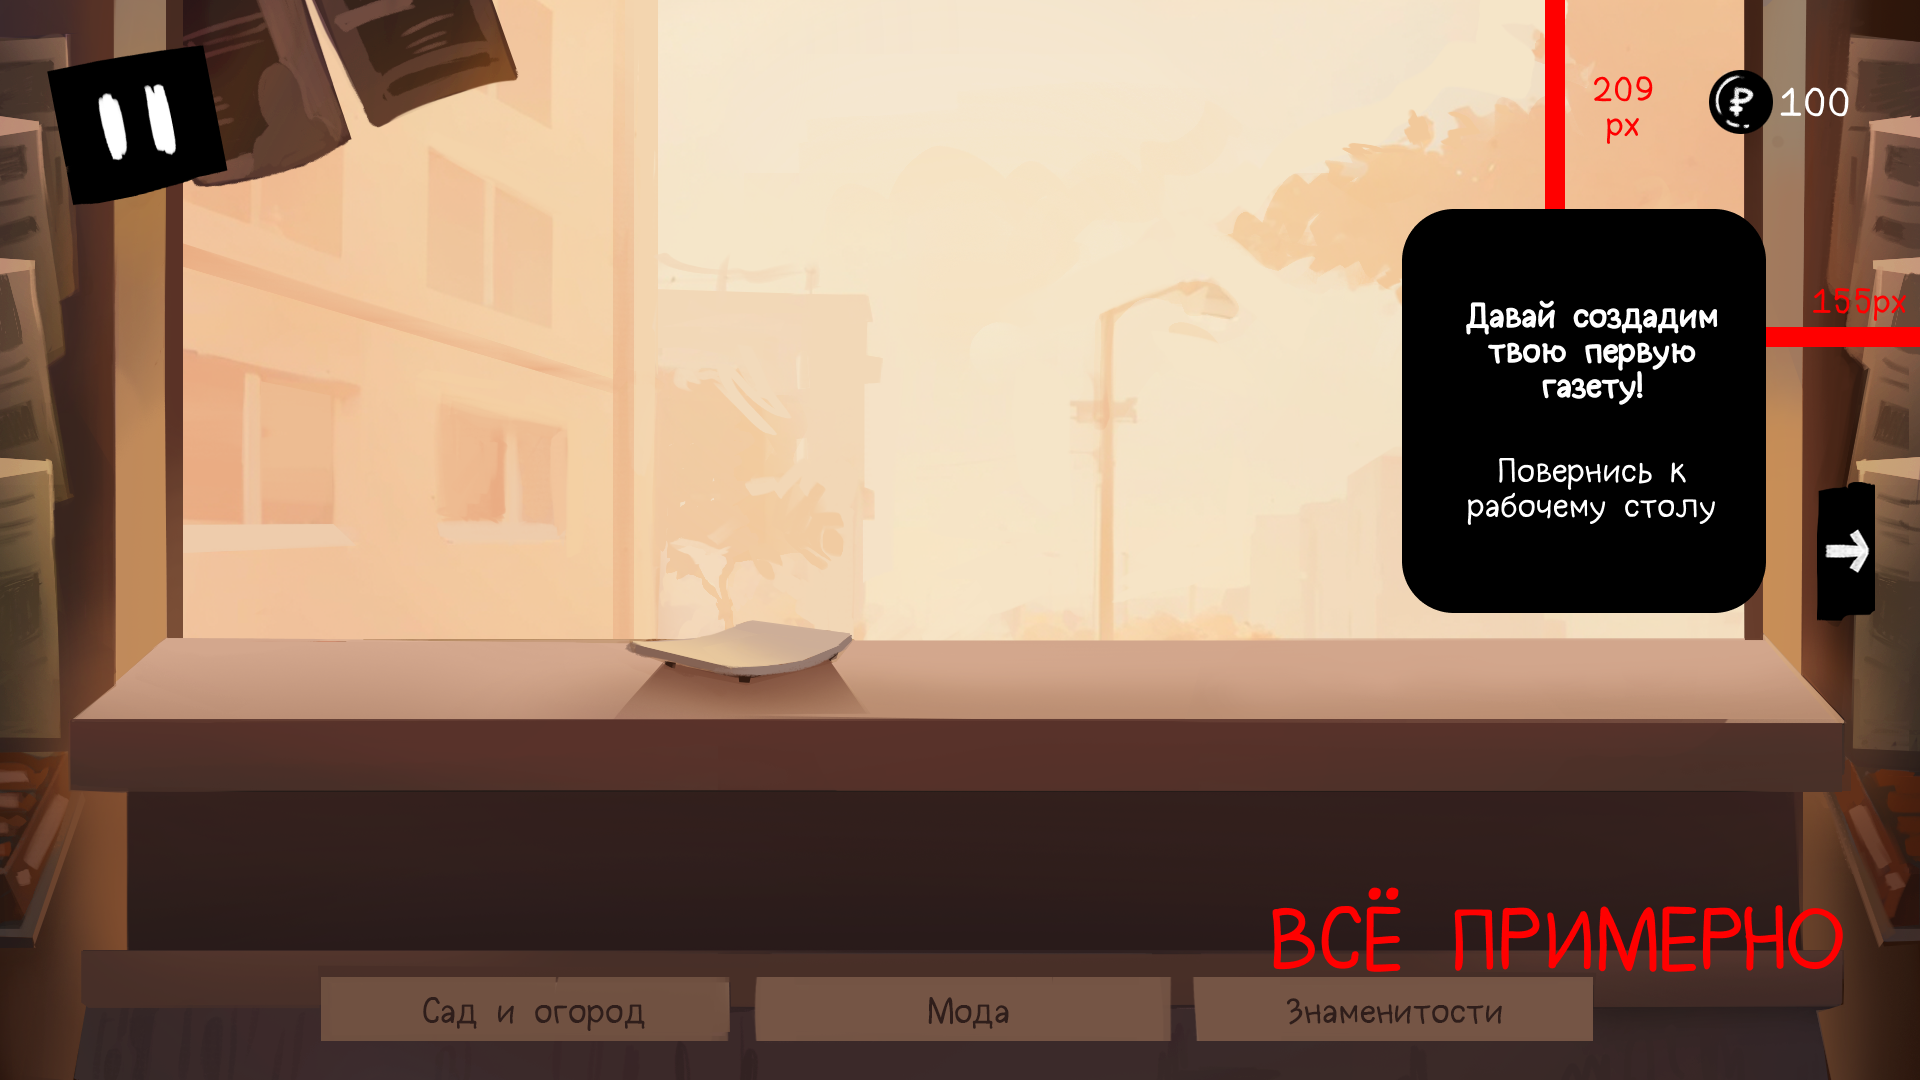 209
px
₽ 100
155px
Давай создадим
твою первую
газету!
Повернись к
рабочему столу
ВСЁ ПРИМЕРНО
Сад и огород
Мода
Знаменитости